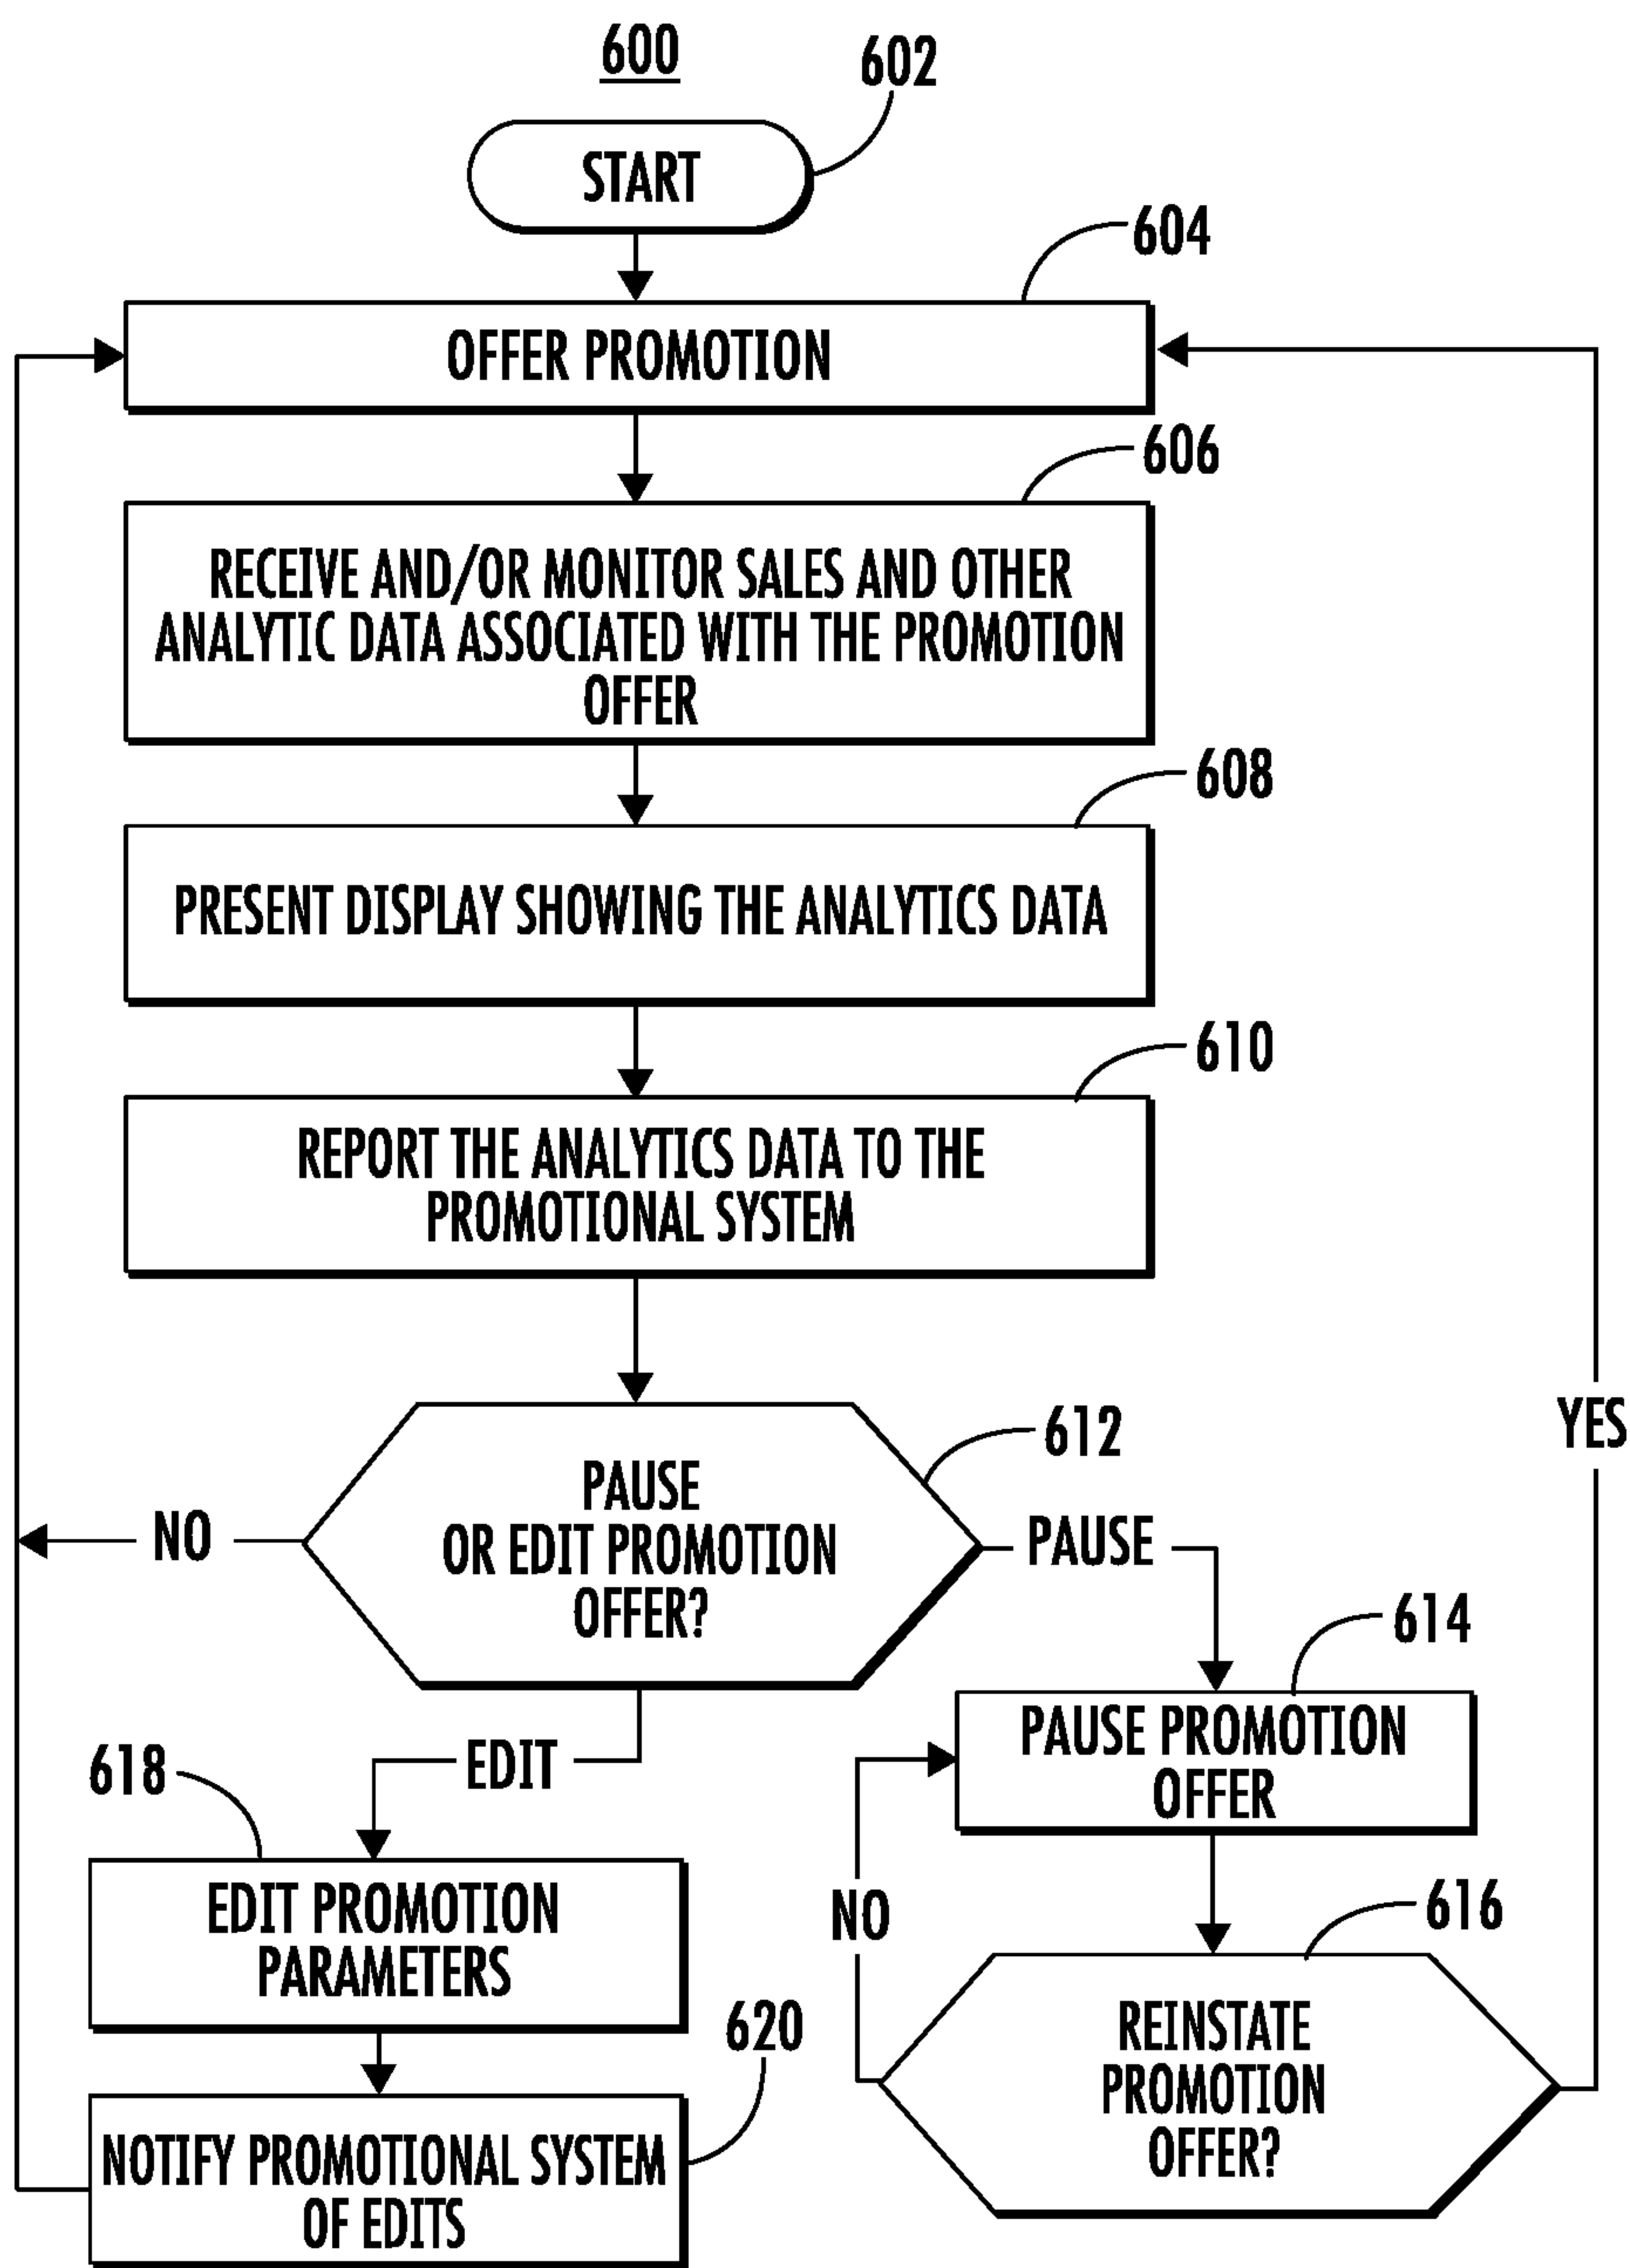 600
602
START
604
OFFER PROMOTION
606
RECEIVE AND/OR MONITOR SALES AND OTHER
ANALYTIC DATA ASSOCIATED WITH THE PROMOTION
OFFER
608
PRESENT DISPLAY SHOWING THE ANALYTICS DATA
610
REPORT THE ANALYTICS DATA TO THE
PROMOTIONAL SYSTEM
612
PAUSE
OR EDIT PROMOTION
OFFER?
NO
PAUSE
YES
614
PAUSE PROMOTION
OFFER
EDIT
618
EDIT PROMOTION
PARAMETERS
NO
616
REINSTATE
PROMOTION
OFFER?
620
NOTIFY PROMOTIONAL SYSTEM
OF EDITS